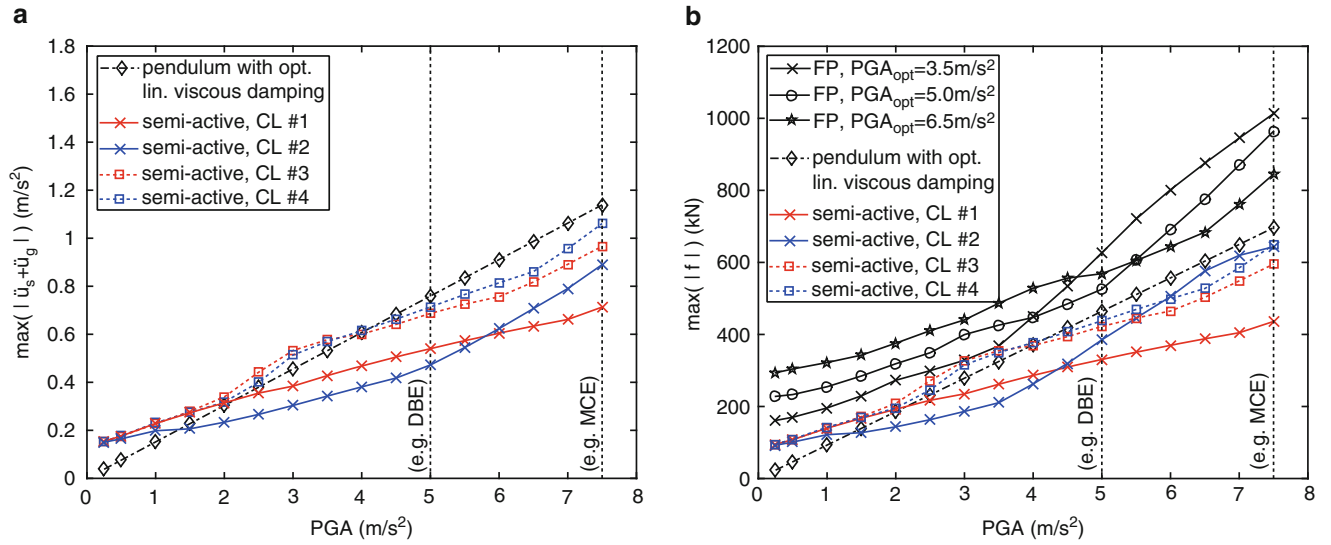 a
max( | üs+üg | ) (m/s²)
1.8
1.6
1.4
1.2
1
0.8
0.6
0.4
0.2
0
pendulum with opt.
lin. viscous damping
semi-active, CL #1
semi-active, CL #2
semi-active, CL #3
semi-active, CL #4
(e.g. DBE)
(e.g. MCE)
0 1 2 3 4 5 6 7 8
PGA (m/s²)
b
max( | f | ) (kN)
1200
1000
800
600
400
200
0
FP, PGAopt=3.5m/s²
FP, PGAopt=5.0m/s²
FP, PGAopt=6.5m/s²
pendulum with opt.
lin. viscous damping
semi-active, CL #1
semi-active, CL #2
semi-active, CL #3
semi-active, CL #4
(e.g. DBE)
(e.g. MCE)
0 1 2 3 4 5 6 7 8
PGA (m/s²)